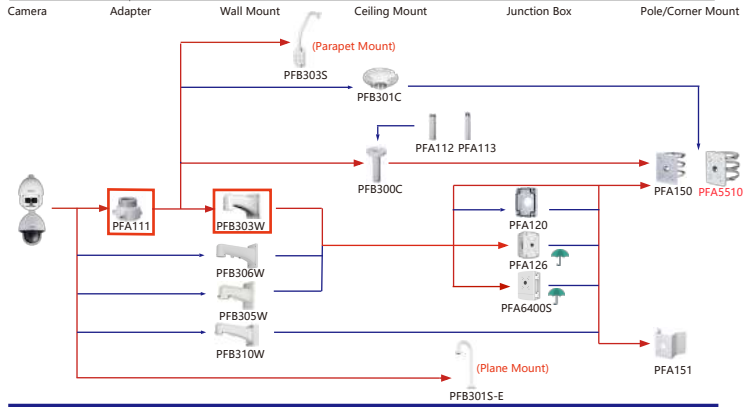 Camera Adapter Wall Mount Ceiling Mount Junction Box Pole/Corner Mount
(Parapet Mount)
PFB303S
PFB301C
PFA112 PFA113
PFB300C
PFA150 PFA5510
PFA111 PFB303W PFA120
PFB306W PFA126
PFB305W PFA6400S
PFB310W
PFA151
(Plane Mount)
PFB301S-E